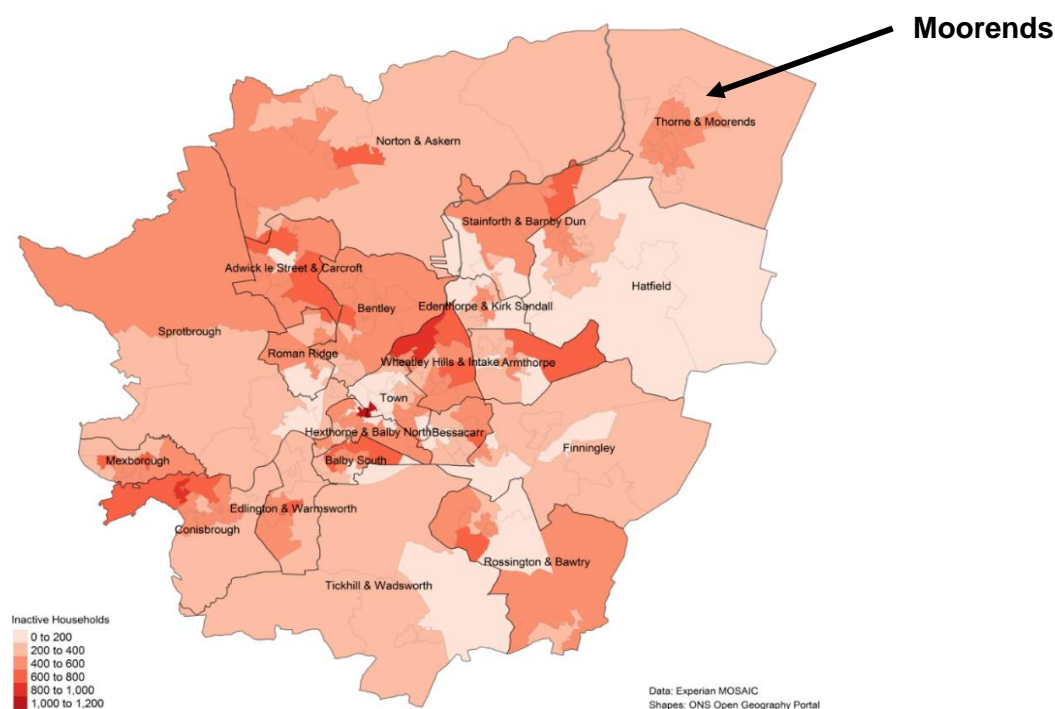 Moorends
Thorne & Moorends
Norton & Askern
Stainforth & Barnby Dun
Adwick le Street & Carcroft
Hatfield
Bentley
Edenthorpe & Kirk Sandall
Sprotbrough
Roman Ridge
Wheatley Hills & Intake
Armthorpe
Town
Hexthorpe & Balby North
Bessacarr
Finningley
Mexborough
Balby South
Edlington & Warmsworth
Conisbrough
Rossington & Bawtry
Tickhill & Wadsworth
Inactive Households
0 to 200
200 to 400
400 to 600
600 to 800
800 to 1,000
1,000 to 1,200
Data: Experian MOSAIC
Shapes: ONS Open Geography Portal